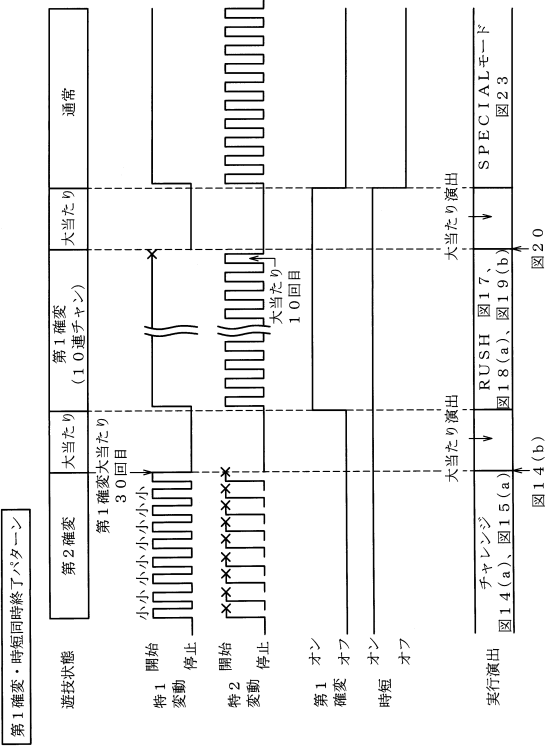 第１確変・時短同時終了パターン
遊技状態
第２確変
大当たり
第１確変
（１０連チャン）
大当たり
通常
第１確変大当たり
３０回目
小小小小小小小小
特１
変動
開始
停止
特２
変動
開始
停止
大当たり
１０回目
第１
確変
オン
オフ
時短
オン
オフ
大当たり演出
大当たり演出
実行演出
チャレンジ
図１４（ａ）、図１５（ａ）
ＲＵＳＨ　図１７、
図１８（ａ）、図１９（ｂ）
ＳＰＥＣＩＡＬモード
図２３
図１４（ｂ）
図２０